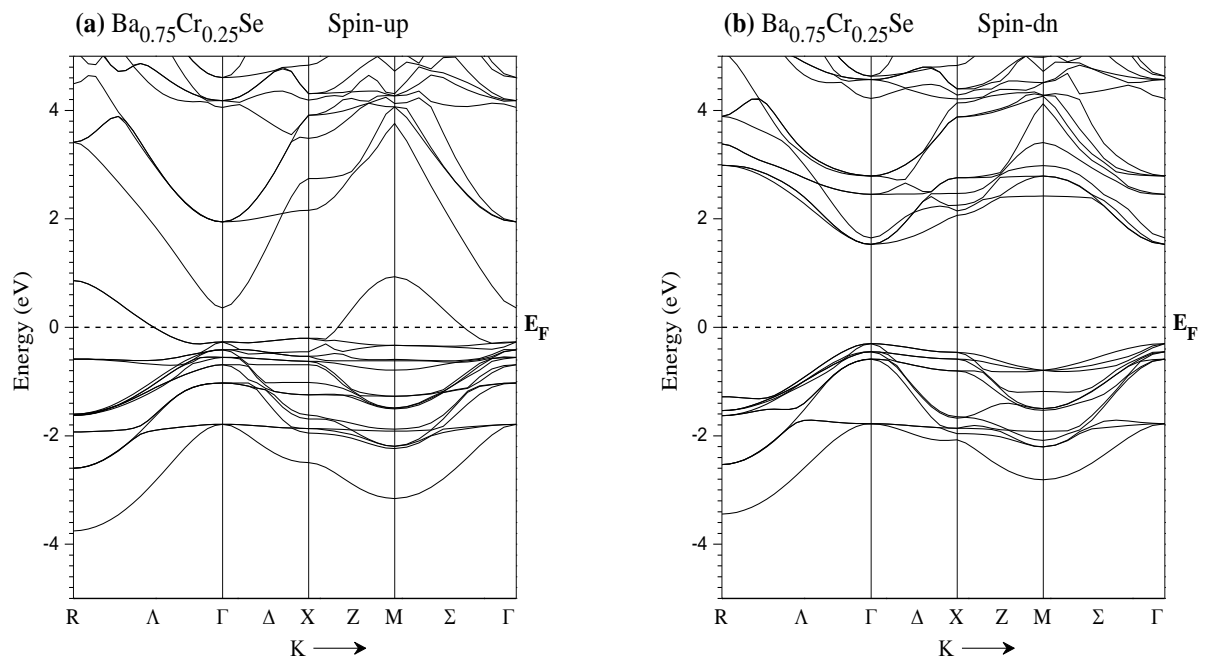 (a) Ba0.75Cr0.25Se Spin-up
4
2
0
-2
-4
Energy (eV)
EF
R Λ Γ Δ X Z M Σ Γ
K
(b) Ba0.75Cr0.25Se Spin-dn
4
2
0
-2
-4
Energy (eV)
EF
R Λ Γ Δ X Z M Σ Γ
K